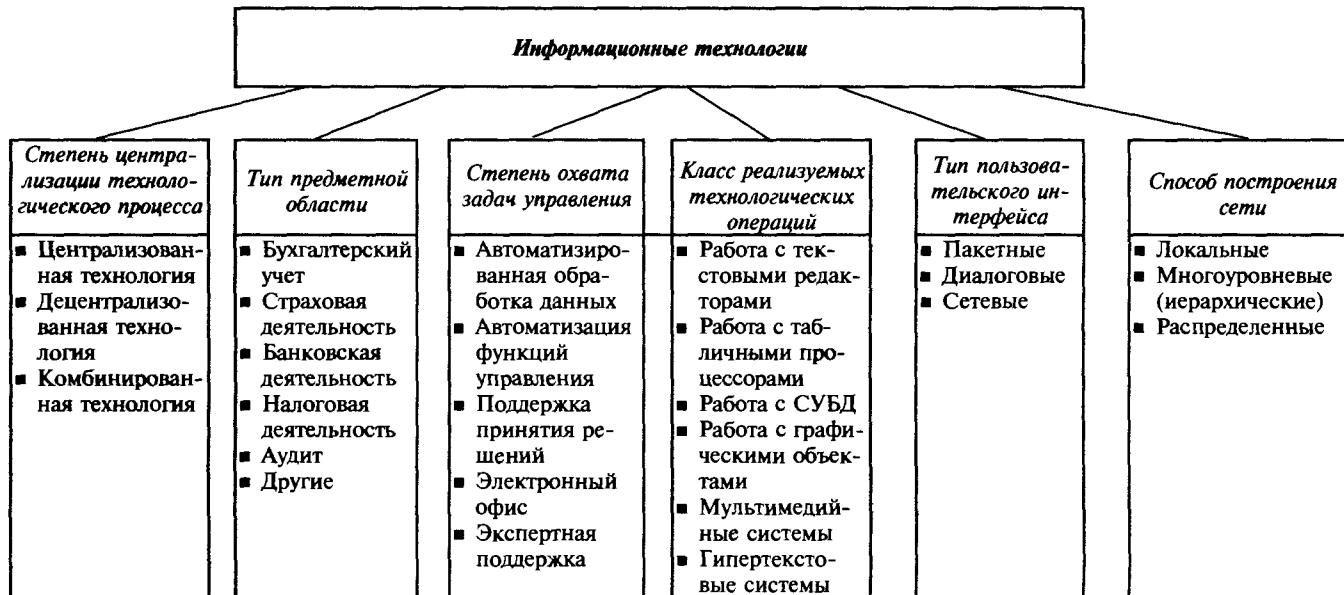 Информационные технологии
Степень центра-
лизации техноло-
гического процесса
■ Централизован-
ная технология
■ Децентрализо-
ванная техно-
логия
■ Комбинирован-
ная технология
Тип предметной
области
■ Бухгалтерский
учет
■ Страховая
деятельность
■ Банковская
деятельность
■ Налоговая
деятельность
■ Аудит
■ Другие
Степень охвата
задач управления
■ Автоматизиро-
ванная обра-
ботка данных
■ Автоматизация
функций
управления
■ Поддержка
принятия ре-
шений
■ Электронный
офис
■ Экспертная
поддержка
Класс реализуемых
технологических
операций
■ Работа с тек-
стовыми редак-
торами
■ Работа с таб-
личными про-
цессорами
■ Работа с СУБД
■ Работа с графи-
ческими объек-
тами
■ Мультимедий-
ные системы
■ Гипертексто-
вые системы
Тип пользова-
тельского ин-
терфейса
■ Пакетные
■ Диалоговые
■ Сетевые
Способ построения
сети
■ Локальные
■ Многоуровневые
(иерархические)
■ Распределенные